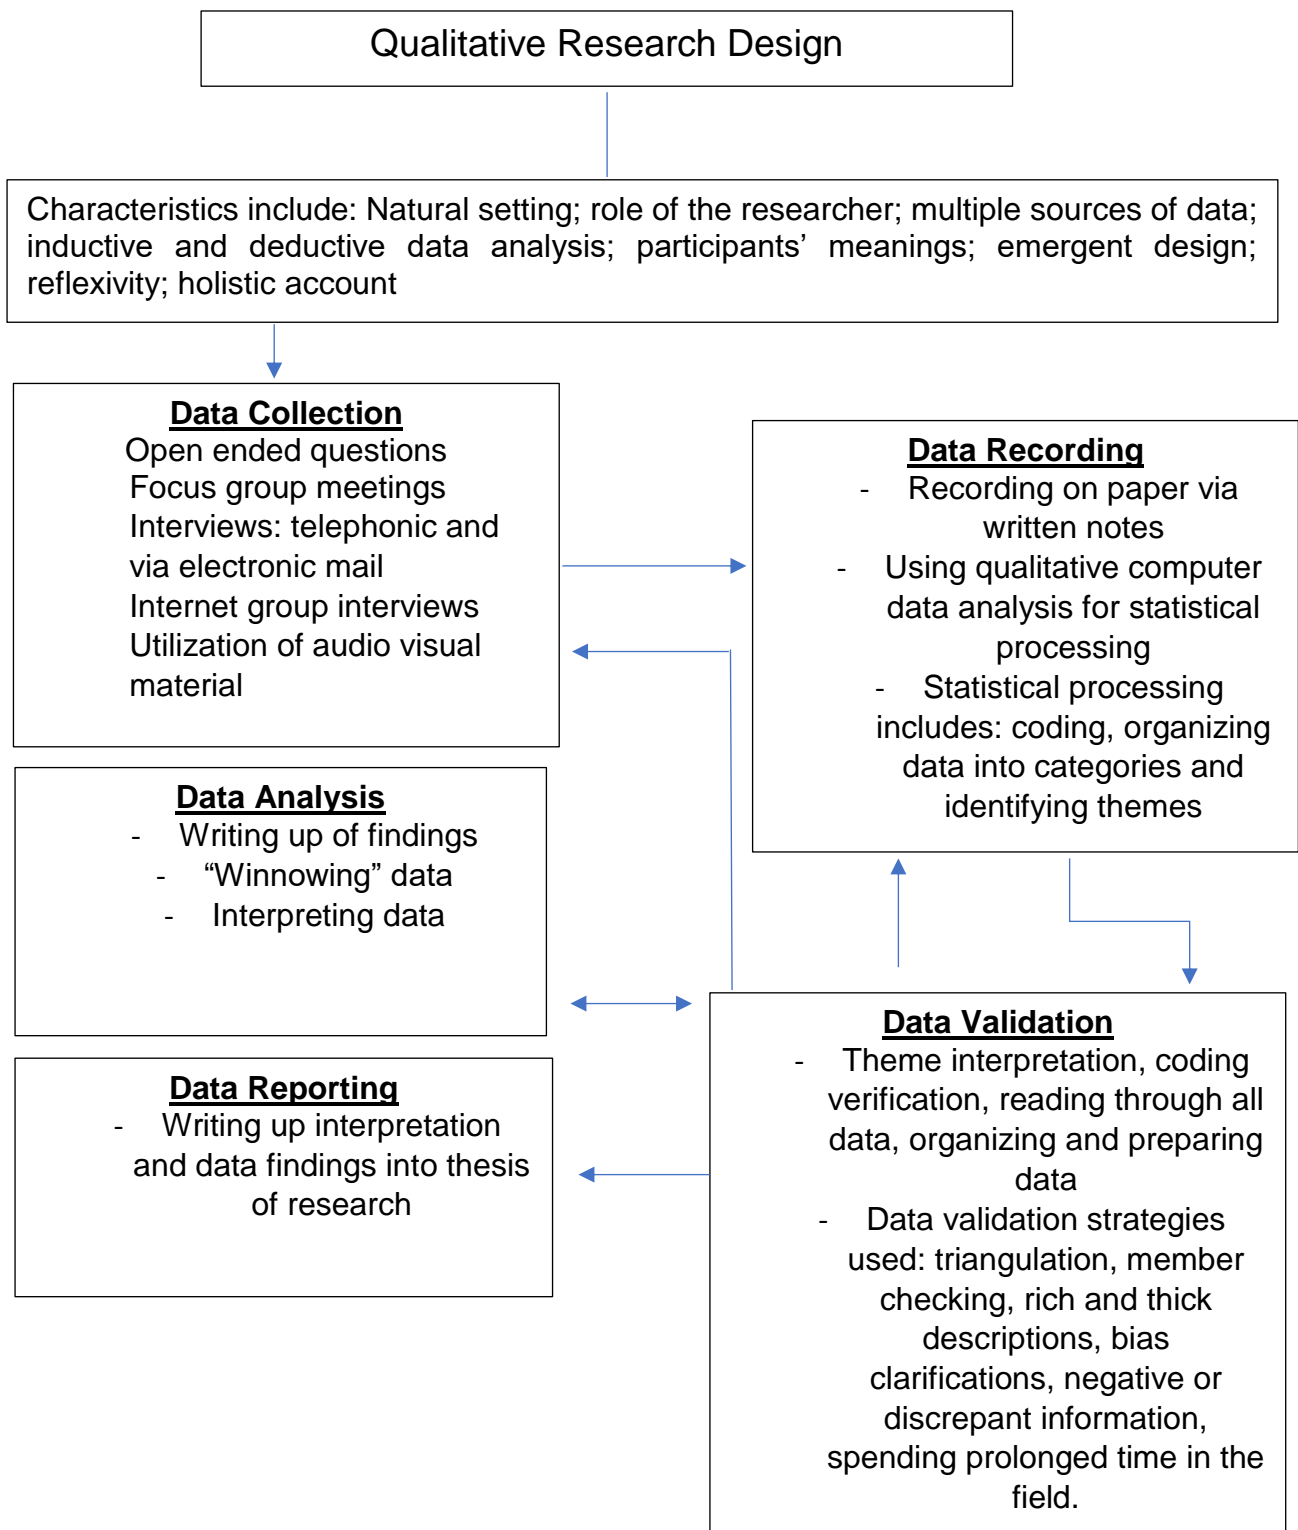 Qualitative Research Design
Characteristics include: Natural setting; role of the researcher; multiple sources of data;
inductive and deductive data analysis; participants’ meanings; emergent design;
reflexivity; holistic account
Data Collection
Open ended questions
Focus group meetings
Interviews: telephonic and
via electronic mail
Internet group interviews
Utilization of audio visual
material
Data Recording
- Recording on paper via
written notes
- Using qualitative computer
data analysis for statistical
processing
- Statistical processing
includes: coding, organizing
data into categories and
identifying themes
Data Analysis
- Writing up of findings
- “Winnowing” data
- Interpreting data
Data Validation
- Theme interpretation, coding
verification, reading through all
data, organizing and preparing
data
- Data validation strategies
used: triangulation, member
checking, rich and thick
descriptions, bias
clarifications, negative or
discrepant information,
spending prolonged time in the
field.
Data Reporting
- Writing up interpretation
and data findings into thesis
of research